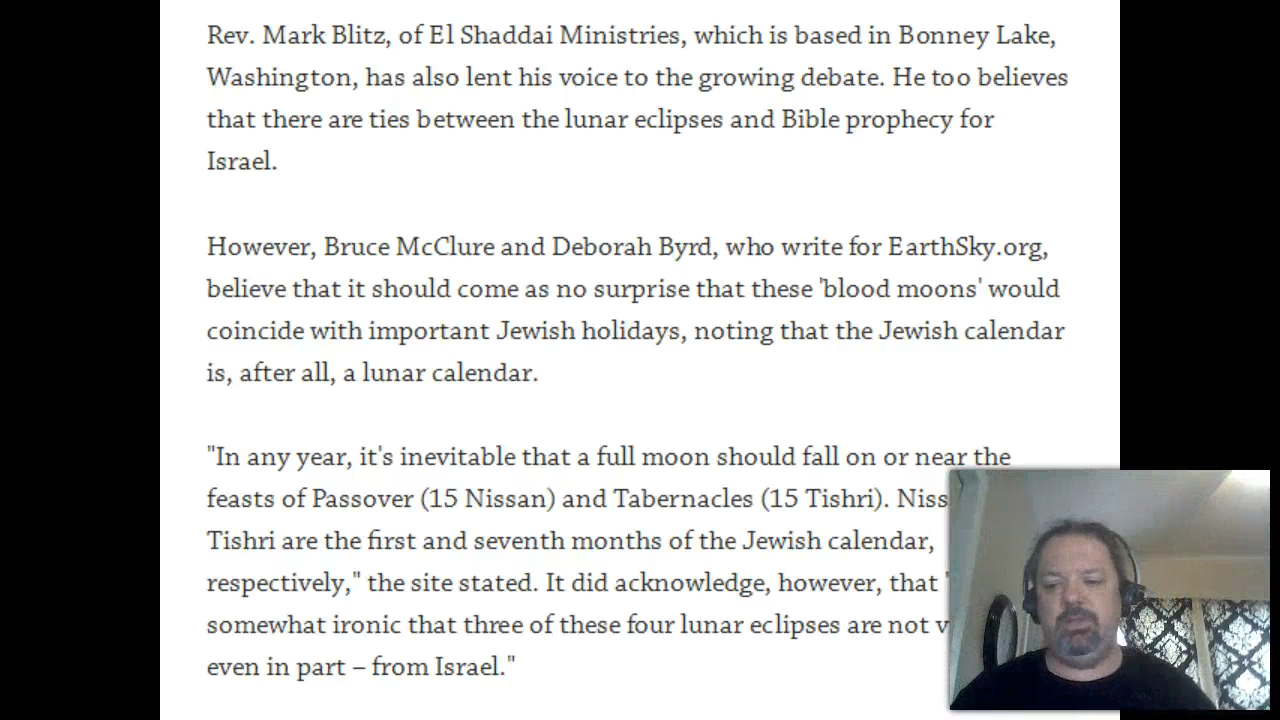 Rev. Mark Blitz, of El Shaddai Ministries, which is based in Bonney Lake,
Washington, has also lent his voice to the growing debate. He too believes
that there are ties between the lunar eclipses and Bible prophecy for
Israel.
However, Bruce McClure and Deborah Byrd, who write for EarthSky.org,
believe that it should come as no surprise that these 'blood moons' would
coincide with important Jewish holidays, noting that the Jewish calendar
is, after all, a lunar calendar.
"In any year, it's inevitable that a full moon should fall on or near the
feasts of Passover (15 Nissan) and Tabernacles (15 Tishri).
Tishri are the first and seventh months of the Jewish calendar,
respectively," the site stated. It did acknowledge, however, that
somewhat ironic that three of these four lunar eclipses are not
even in part – from Israel."